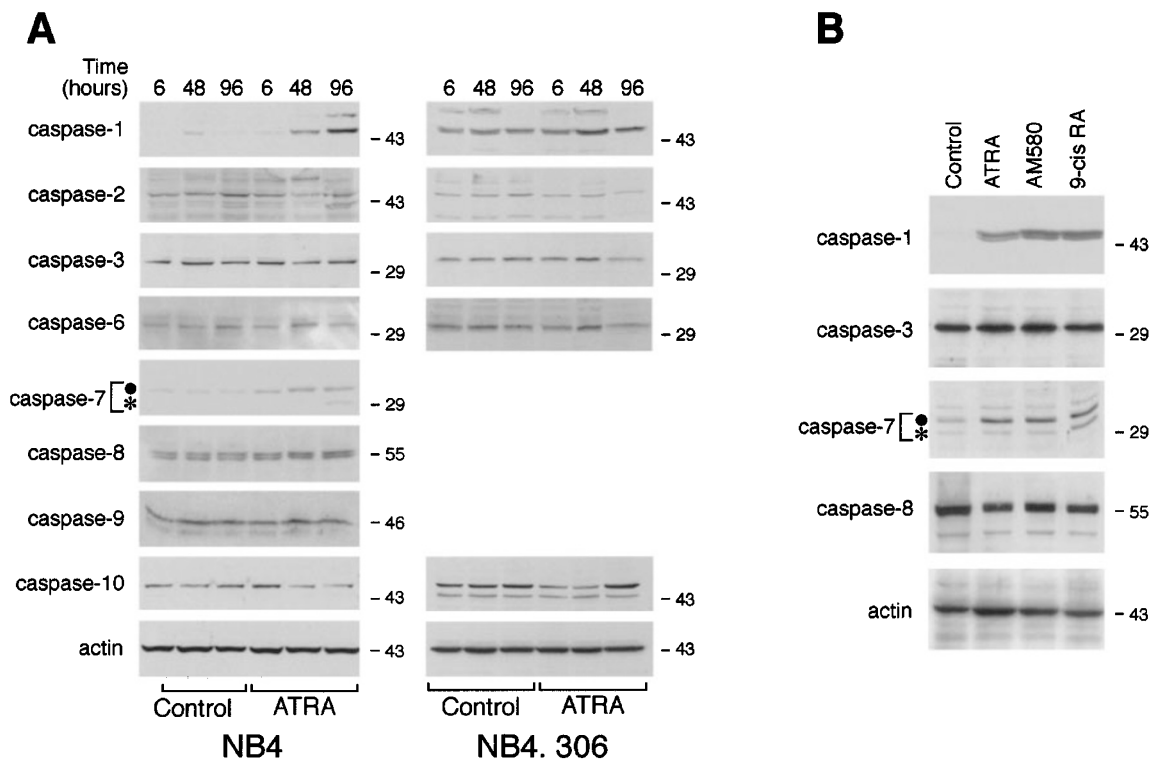 A
Time
(hours)
6 48 96 6 48 96
6 48 96 6 48 96
caspase-1
- 43
- 43
caspase-2
- 43
- 43
caspase-3
- 29
- 29
caspase-6
- 29
- 29
caspase-7 [ ● *
- 29
caspase-8
- 55
caspase-9
- 46
caspase-10
- 43
- 43
actin
- 43
- 43
Control ATRA
Control ATRA
NB4
NB4. 306
B
Control
ATRA
AM580
9-cis RA
caspase-1
- 43
caspase-3
- 29
caspase-7 [ ● *
- 29
caspase-8
- 55
actin
- 43